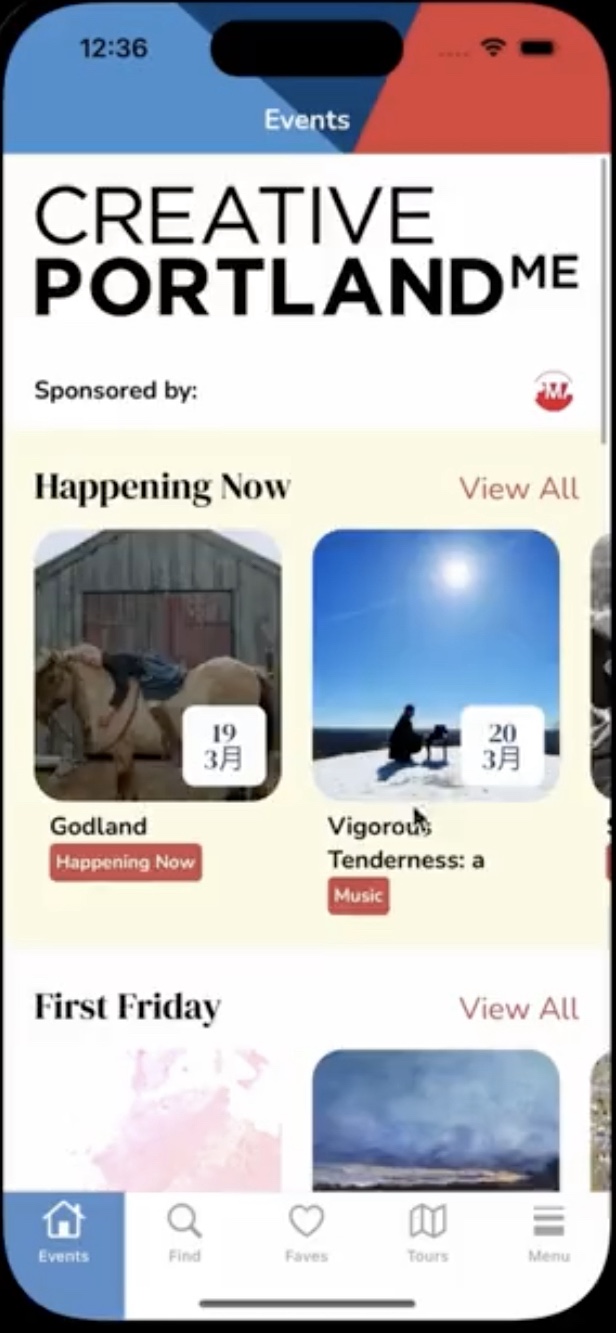 12:36
Events
CREATIVE
PORTLAND ME
Sponsored by:
M
Happening Now
View All
19
3月
20
3月
Godland
Happening Now
Vigorous
Tenderness: a
Music
First Friday
View All
Events
Find
Faves
Tours
Menu